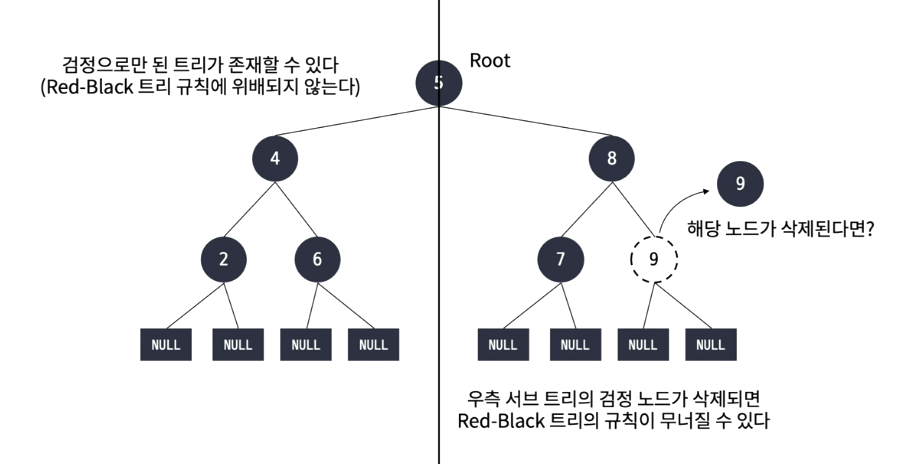 검정으로만 된 트리가 존재할 수 있다
(Red-Black 트리 규칙에 위배되지 않는다)
Root
5
4
8
9
해당 노드가 삭제된다면?
2
6
7
9
NULL
NULL
NULL
NULL
NULL
NULL
NULL
NULL
우측 서브 트리의 검정 노드가 삭제되면
Red-Black 트리의 규칙이 무너질 수 있다